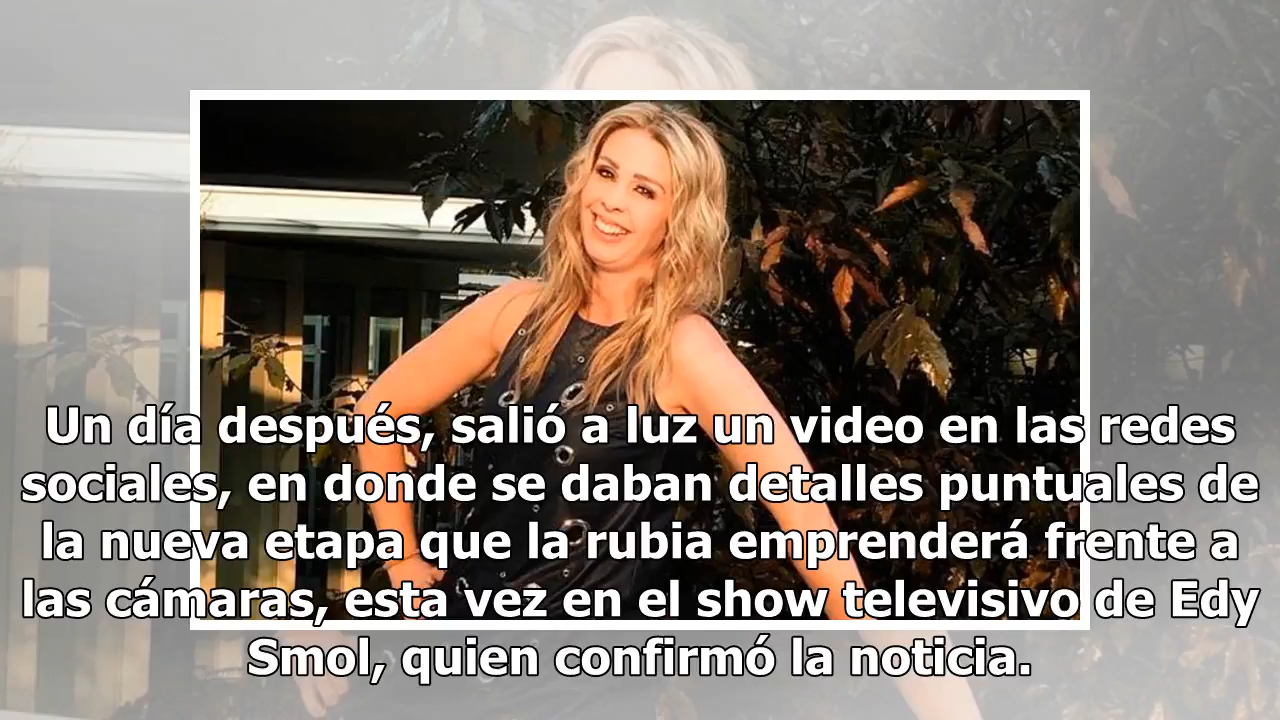 Un día después, salió a luz un video en las redes
sociales, en donde se daban detalles puntuales de
la nueva etapa que la rubia emprenderá frente a
las cámaras, esta vez en el show televisivo de Edy
Smol, quien confirmó la noticia.